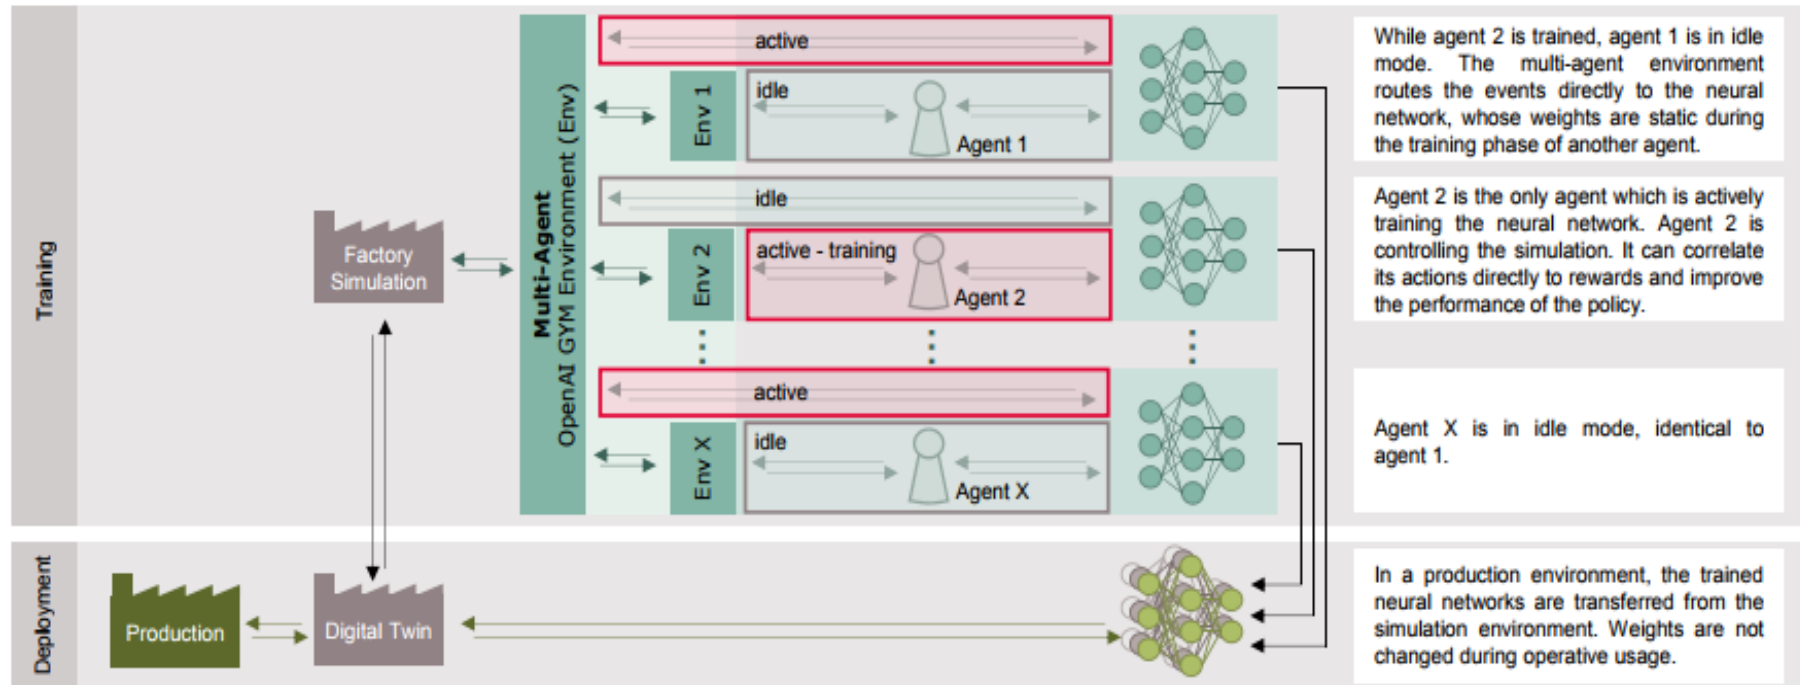 Training
Factory
Simulation
Multi-Agent
OpenAI GYM Environment (Env)
active
Env 1
idle
Agent 1
idle
Env 2
active - training
Agent 2
active
Env X
idle
Agent X
While agent 2 is trained, agent 1 is in idle
mode. The multi-agent environment
routes the events directly to the neural
network, whose weights are static during
the training phase of another agent.
Agent 2 is the only agent which is actively
training the neural network. Agent 2 is
controlling the simulation. It can correlate
its actions directly to rewards and improve
the performance of the policy.
Agent X is in idle mode, identical to
agent 1.
Deployment
Production
Digital Twin
In a production environment, the trained
neural networks are transferred from the
simulation environment. Weights are not
changed during operative usage.